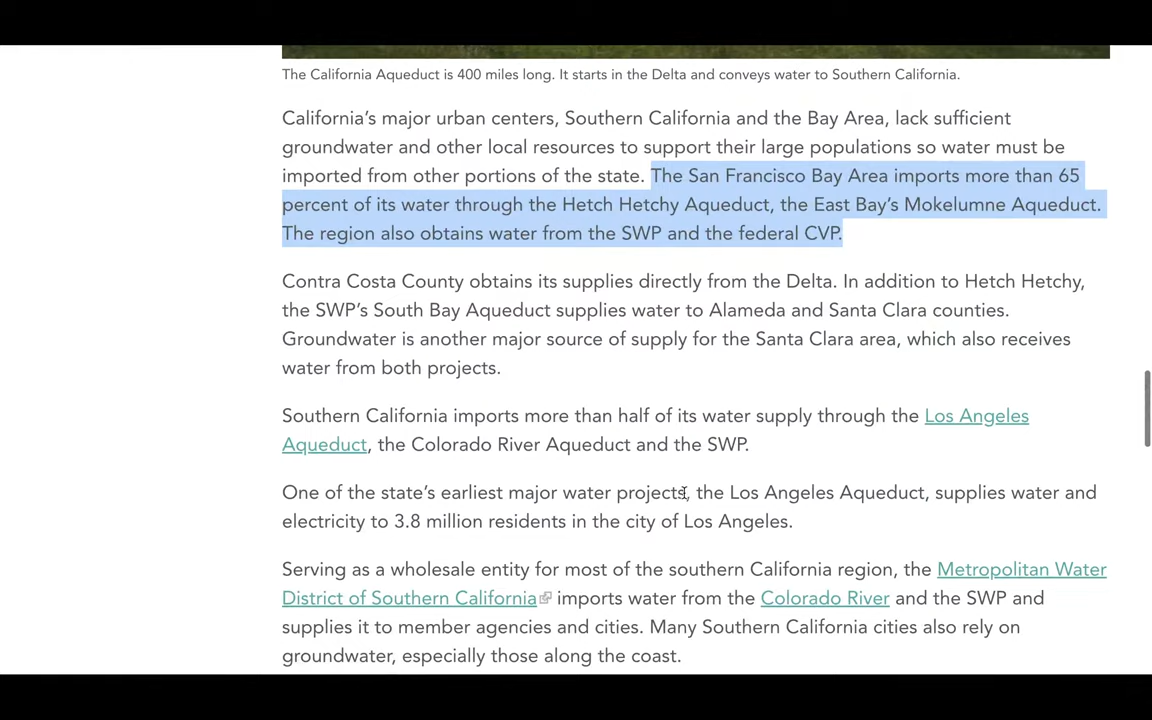 The California Aqueduct is 400 miles long. It starts in the Delta and conveys water to Southern California.
California’s major urban centers, Southern California and the Bay Area, lack sufficient
groundwater and other local resources to support their large populations so water must be
imported from other portions of the state. The San Francisco Bay Area imports more than 65
percent of its water through the Hetch Hetchy Aqueduct, the East Bay’s Mokelumne Aqueduct.
The region also obtains water from the SWP and the federal CVP.
Contra Costa County obtains its supplies directly from the Delta. In addition to Hetch Hetchy,
the SWP’s South Bay Aqueduct supplies water to Alameda and Santa Clara counties.
Groundwater is another major source of supply for the Santa Clara area, which also receives
water from both projects.
Southern California imports more than half of its water supply through the Los Angeles
Aqueduct, the Colorado River Aqueduct and the SWP.
One of the state’s earliest major water projects, the Los Angeles Aqueduct, supplies water and
electricity to 3.8 million residents in the city of Los Angeles.
Serving as a wholesale entity for most of the southern California region, the Metropolitan Water
District of Southern California imports water from the Colorado River and the SWP and
supplies it to member agencies and cities. Many Southern California cities also rely on
groundwater, especially those along the coast.